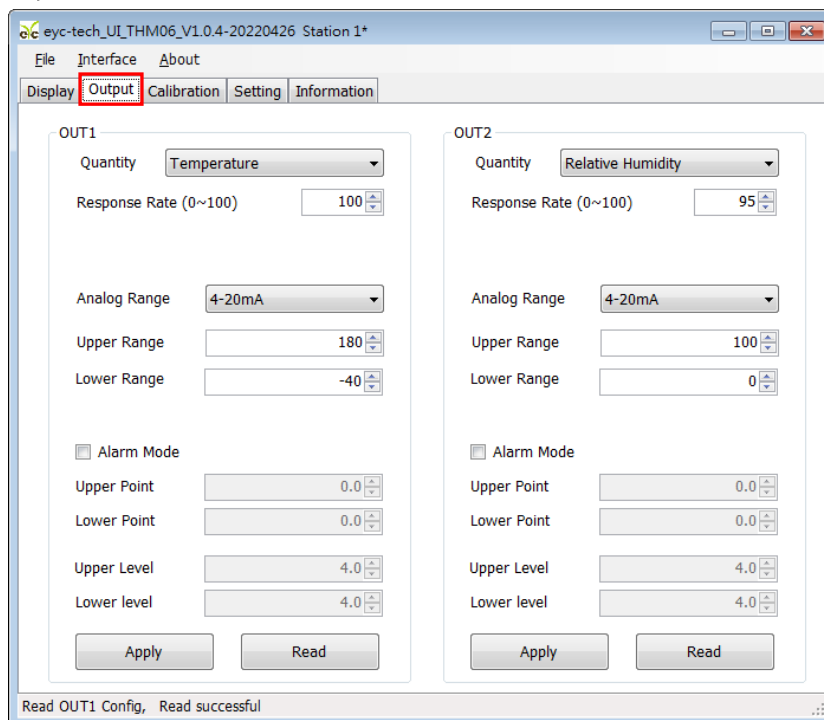 eyc-tech_UI_THM06_V1.0.4-20220426 Station 1*
File Interface About
Display Output Calibration Setting Information
OUT1
Quantity Temperature
Response Rate (0~100) 100
Analog Range 4-20mA
Upper Range 180
Lower Range -40
Alarm Mode
Upper Point 0.0
Lower Point 0.0
Upper Level 4.0
Lower level 4.0
Apply Read
OUT2
Quantity Relative Humidity
Response Rate (0~100) 95
Analog Range 4-20mA
Upper Range 100
Lower Range 0
Alarm Mode
Upper Point 0.0
Lower Point 0.0
Upper Level 4.0
Lower level 4.0
Apply Read
Read OUT1 Config, Read successful